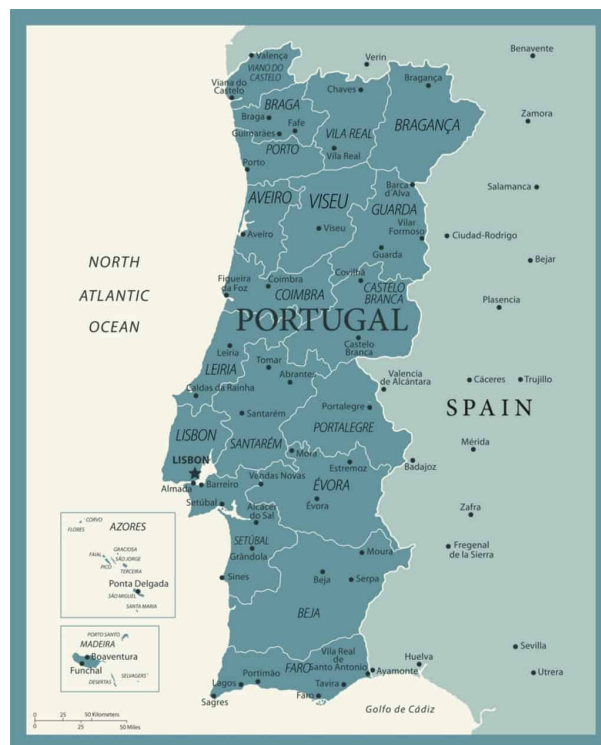 Benavente
Valença
Verin
VIANO DO
CASTELO
Viana do
Castelo
Chaves
Bragança
BRAGA
Braga
Fafe
Guimarães
VILA REAL
BRAGANÇA
Zamora
PORTO
Vila Real
Porto
AVEIRO
VISEU
Barca
d'Alva
Salamanca
GUARDA
Vilar
Formoso
Aveiro
Viseu
Ciudad-Rodrigo
Guarda
Bejar
NORTH
ATLANTIC
OCEAN
Figueira
da Foz
Coimbra
COIMBRA
Covilhã
CASTELO
BRANCA
Plasencia
PORTUGAL
Leiria
Castelo
Branca
LEIRIA
Tomar
Abrantes
Valencia
de Alcántara
Cáceres
Trujillo
Caldas da Rainha
Santarém
Portalegre
SPAIN
LISBON
SANTARÉM
PORTALEGRE
Mérida
LISBON
Mora
Estremoz
Badajoz
Almada
Barreiro
Vendas Novas
ÉVORA
Setúbal
Alcácer
do Sal
Évora
Zafra
SETÚBAL
Grândola
Moura
Fregenal
de la Sierra
Sines
Beja
Serpa
BEJA
CORVO
FLORES
AZORES
GRACIOSA
FAIAL
SÃO JORGE
PICO
TERCEIRA
Ponta Delgada
SÃO MIGUEL
SANTA MARIA
PORTO SANTO
MADEIRA
Boaventura
Funchal
DESERTAS
SELVAGERS
Vila Real
de
Santo Antonio
FARO
Ayamonte
Huelva
Sevilla
Utrera
Lagos
Portimão
Tavira
Sagres
Faro
Golfo de Cádiz
0 25 50 Kilometers
0 25 50 Miles